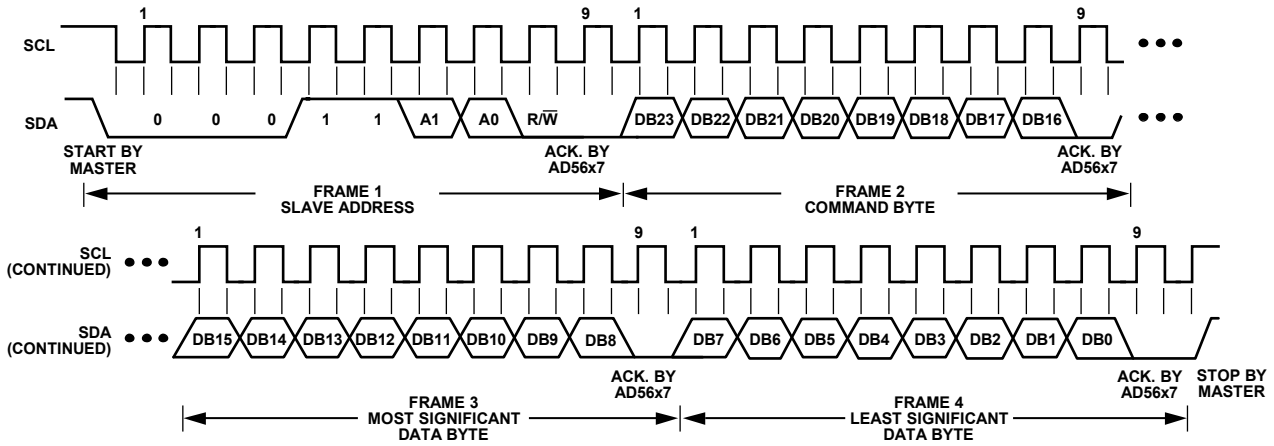 1 9 1 9
SCL
SDA 0 0 0 1 1 A1 A0 R/W̅ DB23 DB22 DB21 DB20 DB19 DB18 DB17 DB16
START BY MASTER
ACK. BY AD56x7
ACK. BY AD56x7
FRAME 1
SLAVE ADDRESS
FRAME 2
COMMAND BYTE
1 9 1 9
SCL
(CONTINUED)
SDA
(CONTINUED)
DB15 DB14 DB13 DB12 DB11 DB10 DB9 DB8 DB7 DB6 DB5 DB4 DB3 DB2 DB1 DB0
ACK. BY AD56x7
ACK. BY AD56x7
STOP BY MASTER
FRAME 3
MOST SIGNIFICANT
DATA BYTE
FRAME 4
LEAST SIGNIFICANT
DATA BYTE